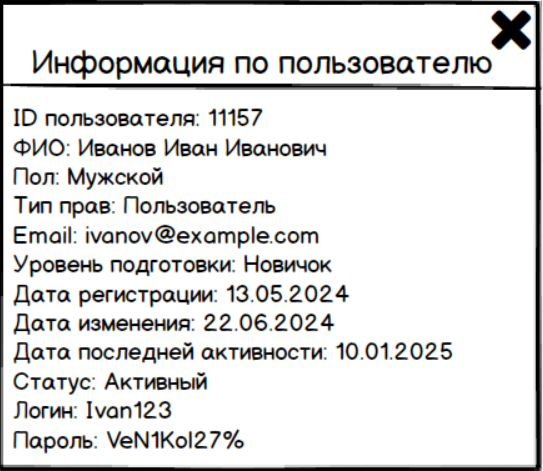 Информация по пользователю
ID пользователя: 11157
ФИО: Иванов Иван Иванович
Пол: Мужской
Тип прав: Пользователь
Email: ivanov@example.com
Уровень подготовки: Новичок
Дата регистрации: 13.05.2024
Дата изменения: 22.06.2024
Дата последней активности: 10.01.2025
Статус: Активный
Логин: Ivan123
Пароль: VeN1Kol27%